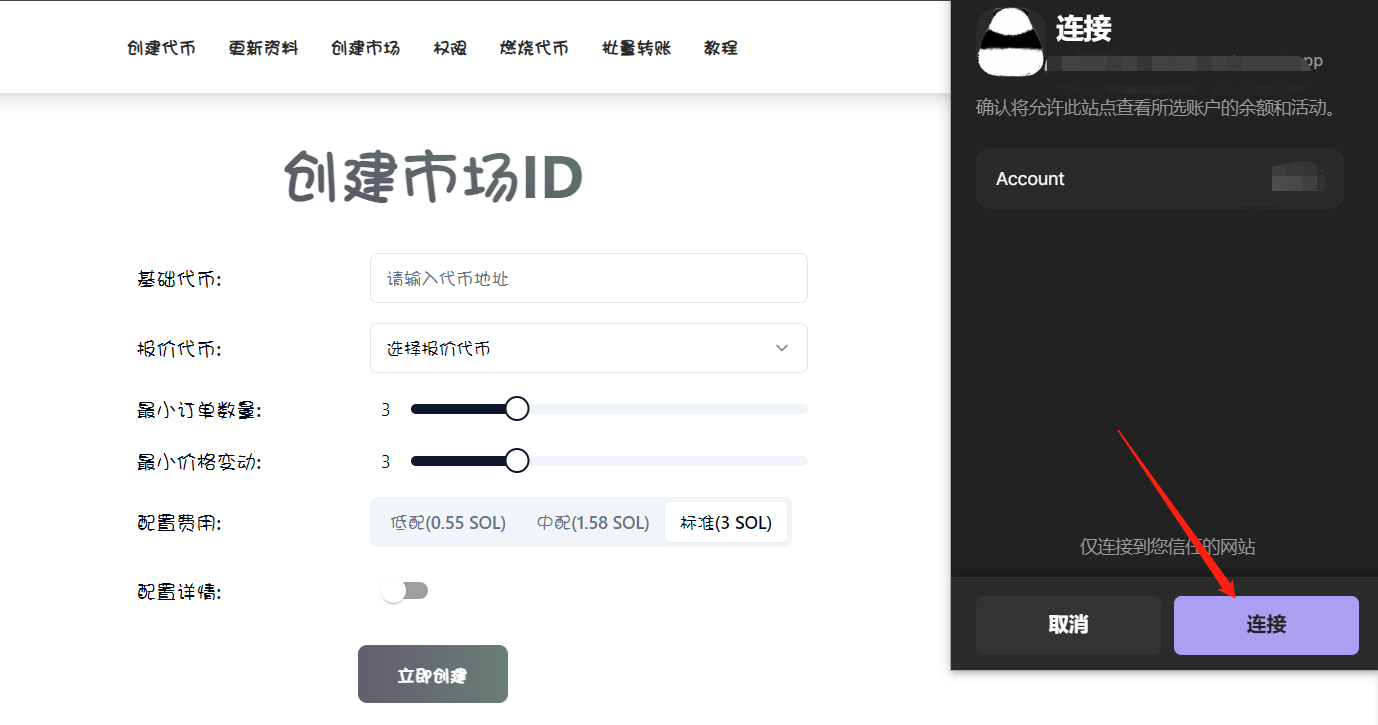 创建代币 更新资料 创建市场 权限 燃烧代币 批量转账 教程
创建市场ID
基础代币: 请输入代币地址
报价代币: 选择报价代币
最小订单数量: 3
最小价格变动: 3
配置费用: 低配(0.55 SOL) 中配(1.58 SOL) 标准(3 SOL)
配置详情:
立即创建
连接
pp
确认将允许此站点查看所选账户的余额和活动。
Account
仅连接到您信任的网站
取消 连接